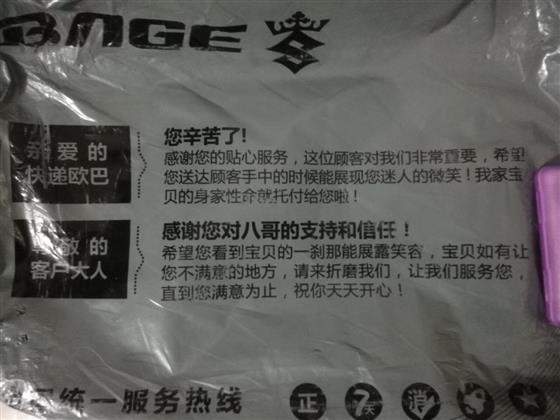 BAGE
亲爱的
快递欧巴
您辛苦了!
感谢您的贴心服务，这位顾客对我们非常重要，希望
您送达顾客手中的时候能展现您迷人的微笑！我家宝
贝的身家性命就托付给您啦！
尊敬的
客户大人
感谢您对八哥的支持和信任！
希望您看到宝贝的一刹那能展露笑容，宝贝如有让
您不满意的地方，请来折磨我们，让我们服务您，
直到您满意为止，祝你天天开心！
统一服务热线
正 7天 消